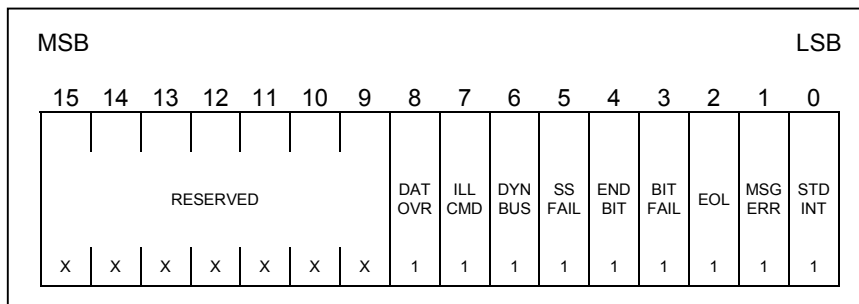 MSB LSB
15 14 13 12 11 10 9 8 7 6 5 4 3 2 1 0
RESERVED DAT OVR ILL CMD DYN BUS SS FAIL END BIT BIT FAIL EOL MSG ERR STD INT
X X X X X X X 1 1 1 1 1 1 1 1 1